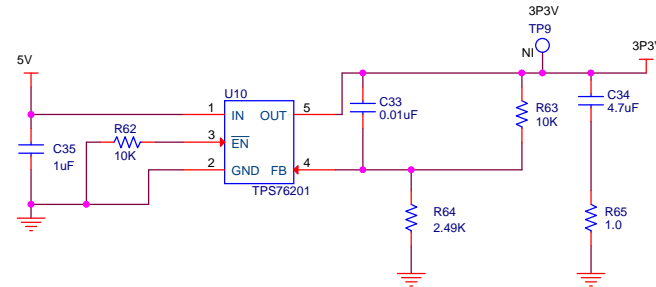 3P3V
TP9
NI
3P3V
5V
U10
1 IN OUT 5
3 EN
2 GND FB 4
TPS76201
C35
1uF
R62
10K
C33
0.01uF
R63
10K
C34
4.7uF
R64
2.49K
R65
1.0